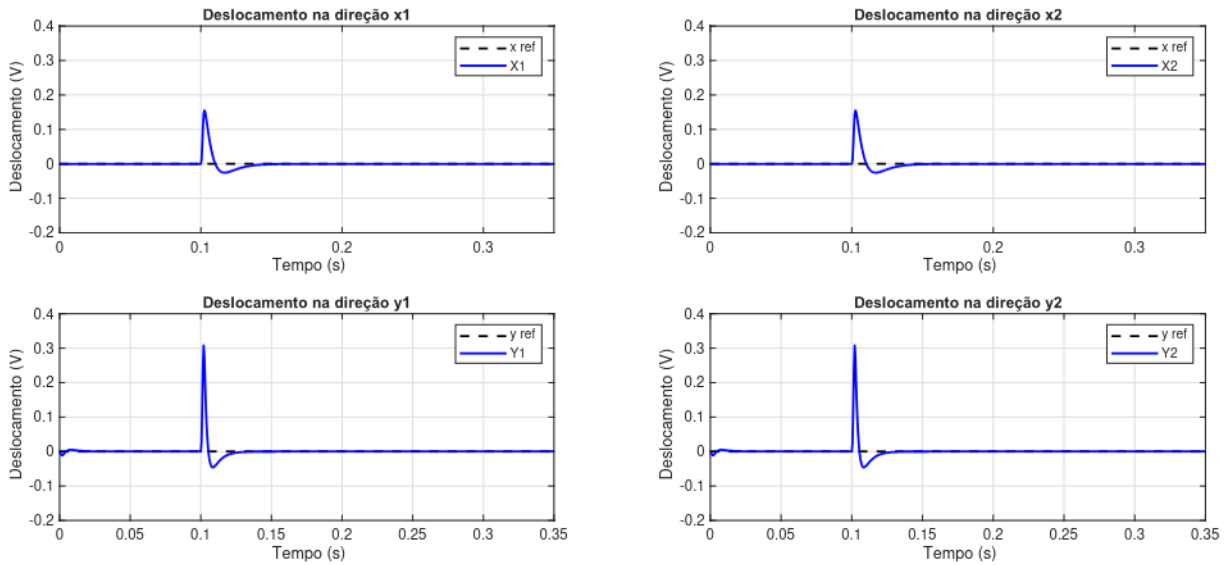 Deslocamento na direção x1
Deslocamento (V)
0.4
0.3
0.2
0.1
0
-0.1
-0.2
x ref
X1
0
0.1
0.2
0.3
Tempo (s)
Deslocamento na direção x2
Deslocamento (V)
0.4
0.3
0.2
0.1
0
-0.1
-0.2
x ref
X2
0
0.1
0.2
0.3
Tempo (s)
Deslocamento na direção y1
Deslocamento (V)
0.4
0.3
0.2
0.1
0
-0.1
-0.2
y ref
Y1
0
0.05
0.1
0.15
0.2
0.25
0.3
0.35
Tempo (s)
Deslocamento na direção y2
Deslocamento (V)
0.4
0.3
0.2
0.1
0
-0.1
-0.2
y ref
Y2
0
0.05
0.1
0.15
0.2
0.25
0.3
0.35
Tempo (s)